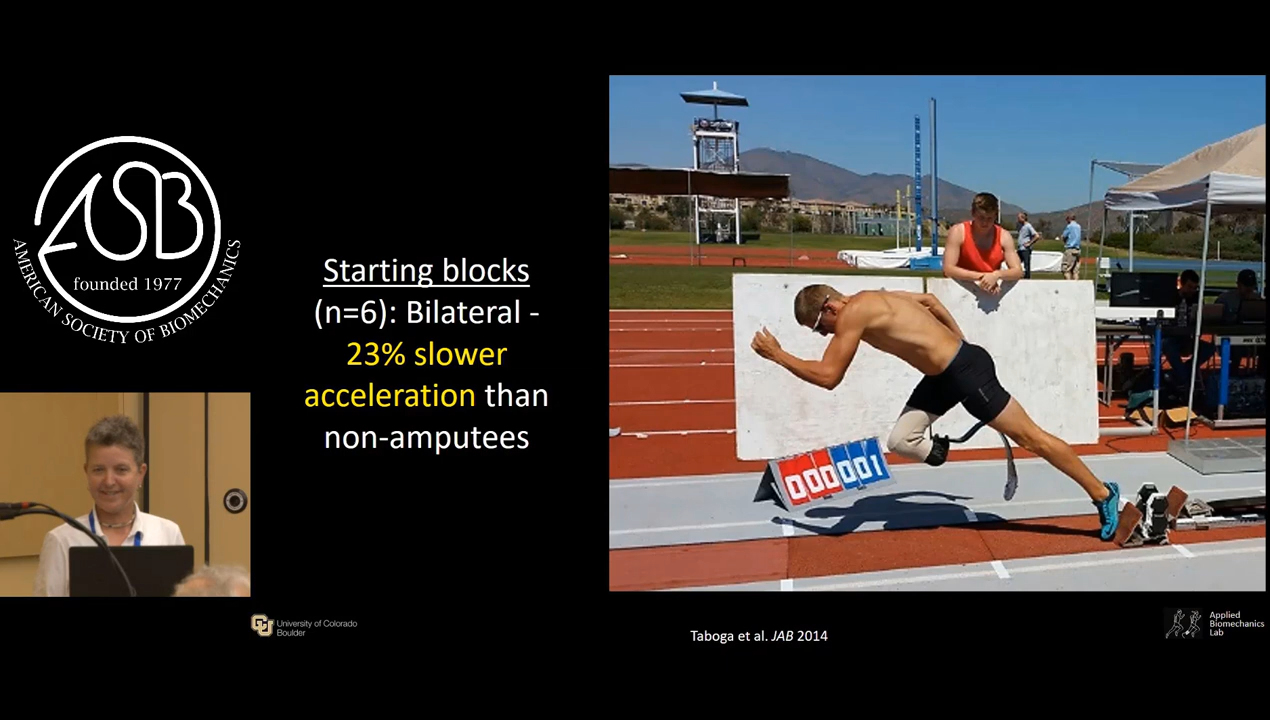 ASB
founded 1977
AMERICAN SOCIETY OF BIOMECHANICS
Starting blocks
(n=6): Bilateral -
23% slower
acceleration than
non-amputees
000001
CU
University of Colorado
Boulder
Taboga et al. JAB 2014
Applied
Biomechanics
Lab